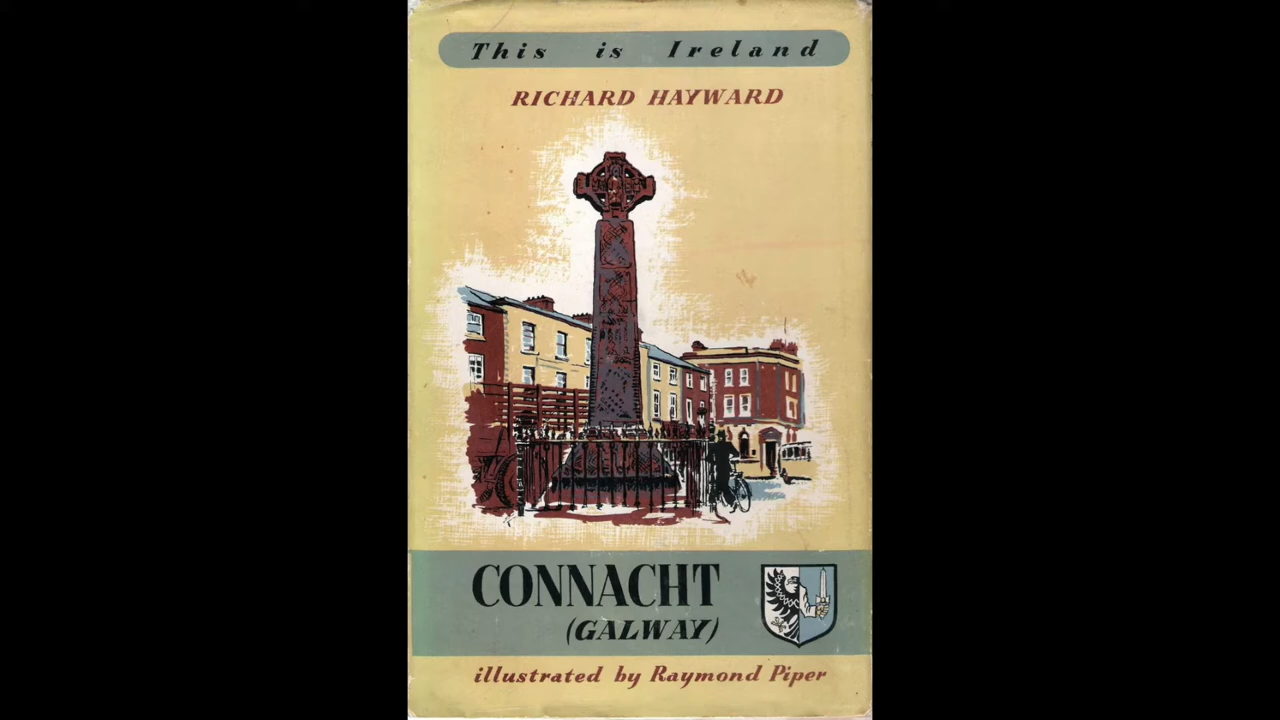 This is Ireland
RICHARD HAYWARD
CONNACHT
(GALWAY)
illustrated by Raymond Piper